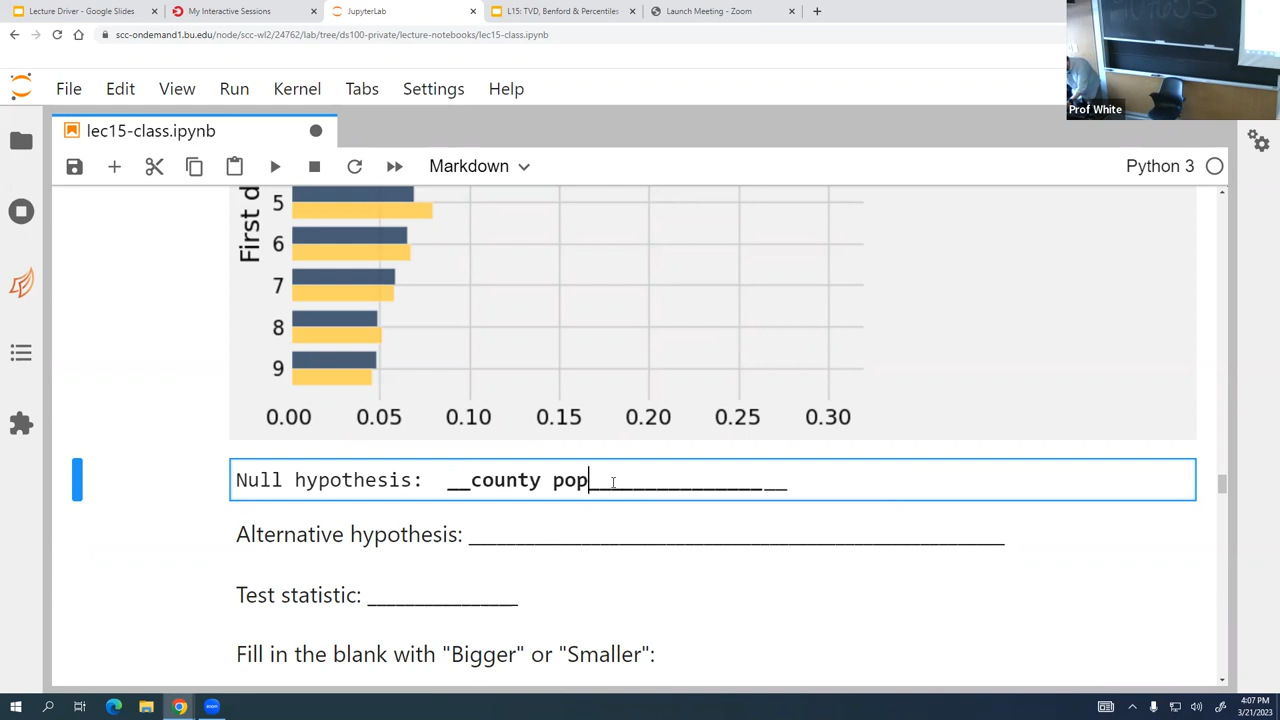 Lecture Driver - Google Slides
My Interactive Sessions
JupyterLab
L15: TVD, Benford & Percentiles
Launch Meeting - Zoom
scc-ondemand1.bu.edu/node/scc-wl2/24762/lab/tree/ds100-private/lecture-notebooks/lec15-class.ipynb
File Edit View Run Kernel Tabs Settings Help
Prof White
lec15-class.ipynb
Markdown
Python 3
First d
5
6
7
8
9
0.00 0.05 0.10 0.15 0.20 0.25 0.30
Null hypothesis: __county pop_________________
Alternative hypothesis: ______________________________________________
Test statistic: _____________
Fill in the blank with "Bigger" or "Smaller":
4:07 PM
3/21/2023